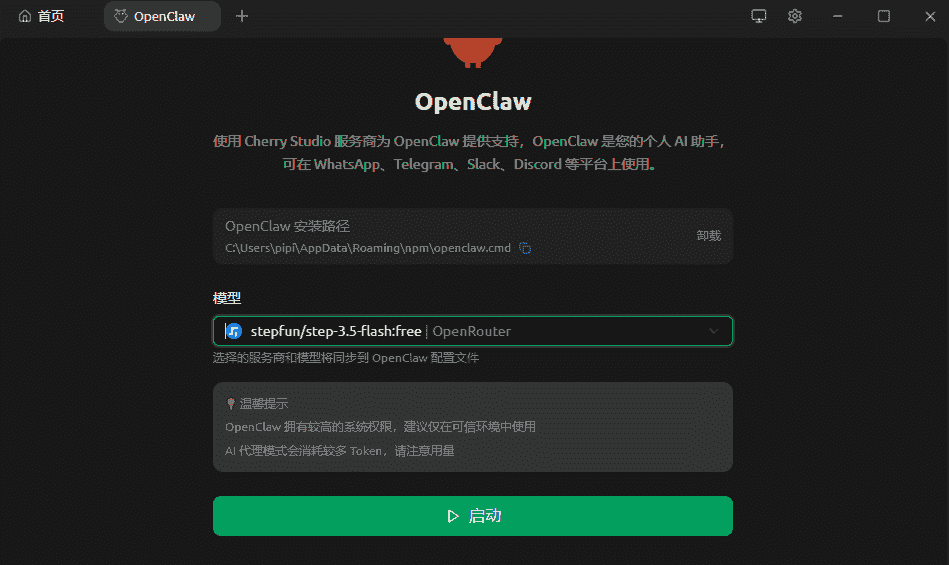 首页
OpenClaw
OpenClaw
使用 Cherry Studio 服务商为 OpenClaw 提供支持，OpenClaw 是您的个人 AI 助手，
可在 WhatsApp、Telegram、Slack、Discord 等平台上使用。
OpenClaw 安装路径
C:\Users\pipi\AppData\Roaming\npm\openclaw.cmd
卸载
模型
stepfun/step-3.5-flash:free | OpenRouter
选择的服务商和模型将同步到 OpenClaw 配置文件
温馨提示
OpenClaw 拥有较高的系统权限，建议仅在可信环境中使用
AI 代理模式会消耗较多 Token，请注意用量
启动